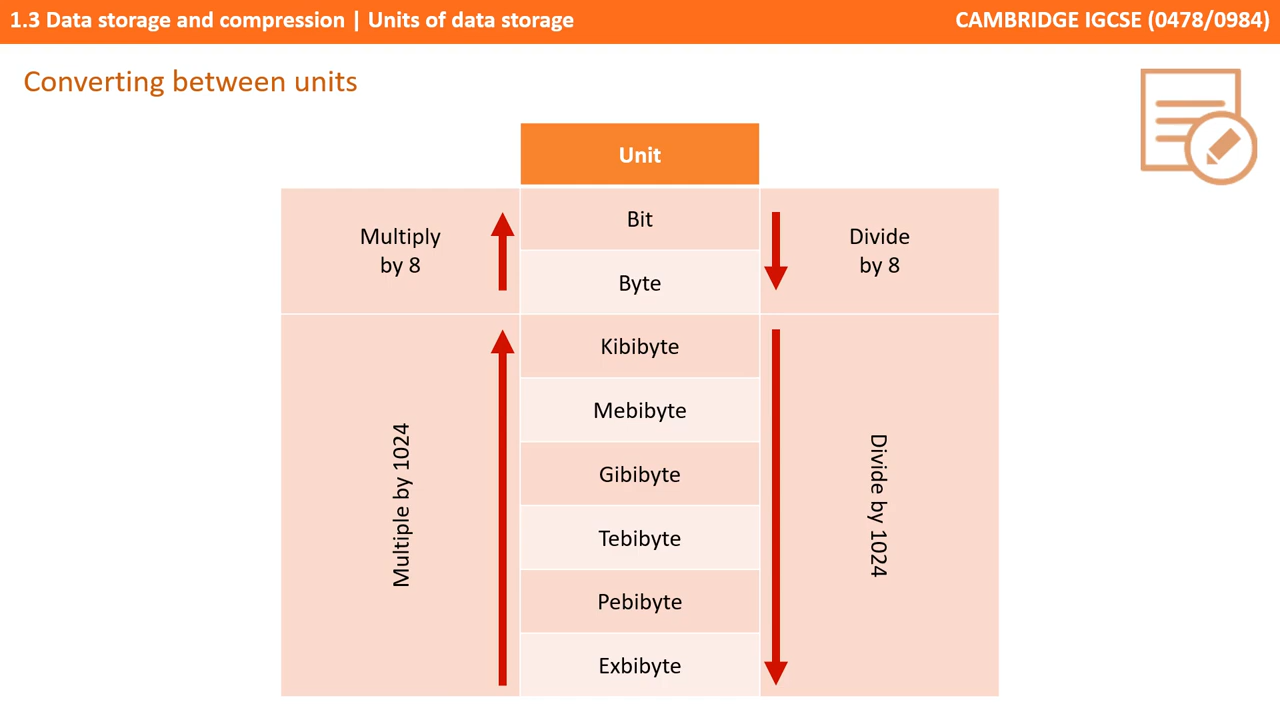 1.3 Data storage and compression | Units of data storage
CAMBRIDGE IGCSE (0478/0984)
Converting between units
Unit
Multiply
by 8
Bit
Byte
Divide
by 8
Multiple by 1024
Kibibyte
Mebibyte
Gibibyte
Tebibyte
Pebibyte
Exbibyte
Divide by 1024